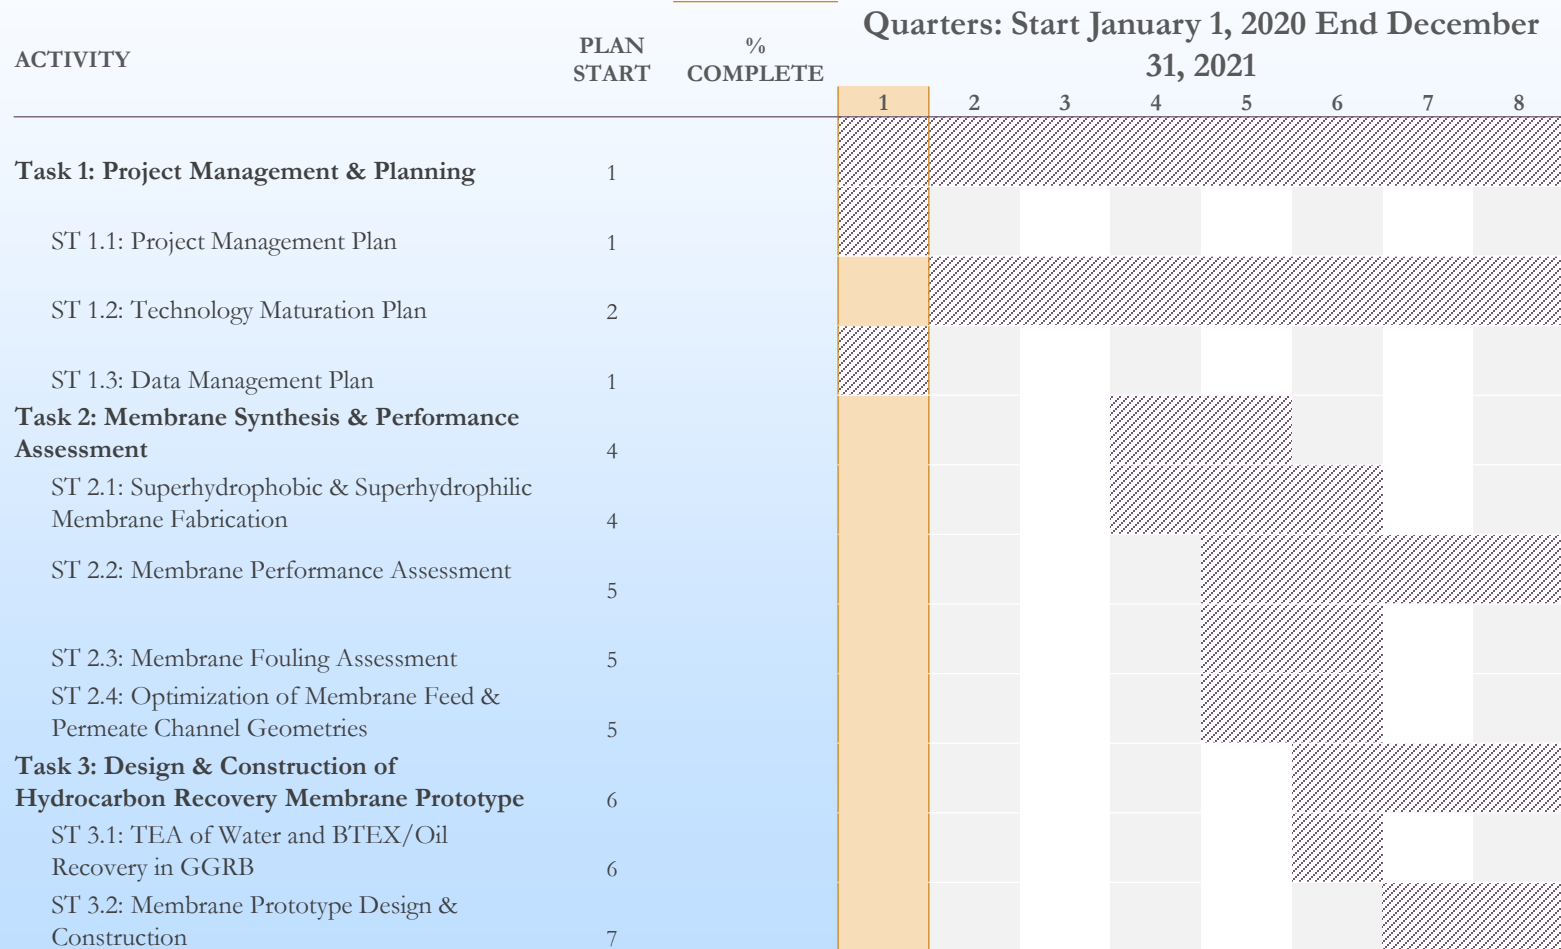 Quarters: Start January 1, 2020 End December
31, 2021
ACTIVITY
PLAN
START
%
COMPLETE
1 2 3 4 5 6 7 8
Task 1: Project Management & Planning 1
ST 1.1: Project Management Plan 1
ST 1.2: Technology Maturation Plan 2
ST 1.3: Data Management Plan 1
Task 2: Membrane Synthesis & Performance
Assessment 4
ST 2.1: Superhydrophobic & Superhydrophilic
Membrane Fabrication 4
ST 2.2: Membrane Performance Assessment
5
ST 2.3: Membrane Fouling Assessment 5
ST 2.4: Optimization of Membrane Feed &
Permeate Channel Geometries 5
Task 3: Design & Construction of
Hydrocarbon Recovery Membrane Prototype 6
ST 3.1: TEA of Water and BTEX/Oil
Recovery in GGRB 6
ST 3.2: Membrane Prototype Design &
Construction 7